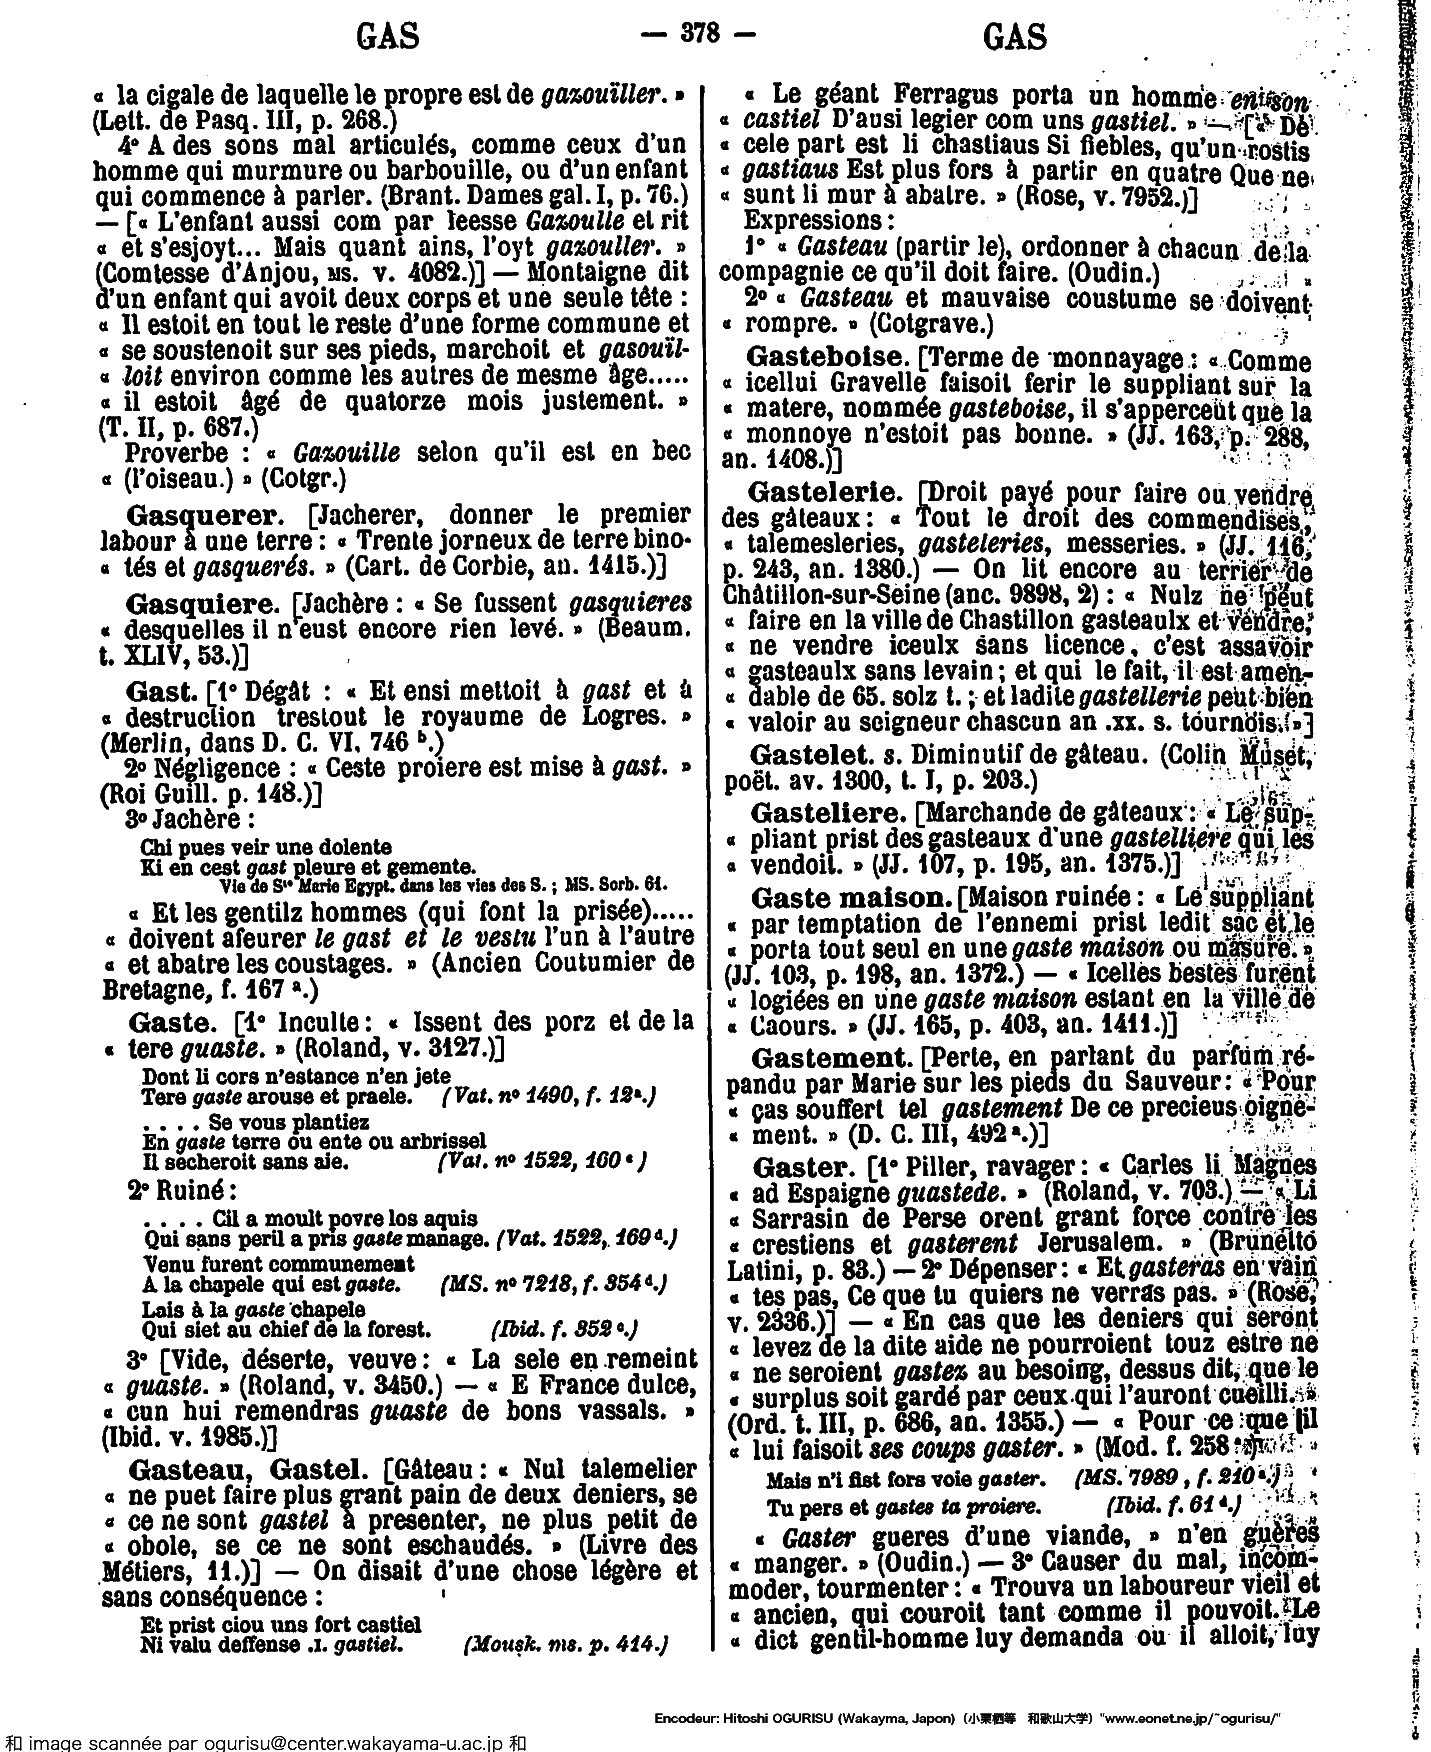 GAS — 378 — GAS
« la cigale de laquelle le propre est de gazouïller. »
(Lett. de Pasq. III, p. 268.)
4° A des sons mal articulés, comme ceux d'un
homme qui murmure ou barbouille, ou d'un enfant
qui commence à parler. (Brant. Dames gal. I, p. 76.)
— [« L'enfant aussi com par leesse Gazoulle et rit
« et s'esjoyt... Mais quant ains, l'oyt gazouller. »
(Comtesse d'Anjou, MS. v. 4082.)] — Montaigne dit
d'un enfant qui avoit deux corps et une seule tête :
« Il estoit en tout le reste d'une forme commune et
« se soustenoit sur ses pieds, marchoit et gasouïl-
« loit environ comme les autres de mesme âge.....
« il estoit âgé de quatorze mois justement. »
(T. II, p. 687.)
Proverbe : « Gazouille selon qu'il est en bec
« (l'oiseau.) » (Cotgr.)
Gasquerer. [Jacherer, donner le premier
labour à une terre : « Trente jorneux de terre bino-
« tés et gasquerés. » (Cart. de Corbie, an. 1415.)]
Gasquiere. [Jachère : « Se fussent gasquieres
« desquelles il n'eust encore rien levé. » (Beaum.
t. XLIV, 53.)]
Gast. [1° Dégât : « Et ensi mettoit à gast et à
« destruction trestout le royaume de Logres. »
(Merlin, dans D. C. VI, 746 b.)
2° Négligence : « Ceste proiere est mise à gast. »
(Roi Guill. p. 148.)]
3° Jachère :
Chi pues veir une dolente
Ki en cest gast pleure et gemente.
Vie de Ste Marie Egypt. dans les vies des S. ; MS. Sorb. 61.
« Et les gentilz hommes (qui font la prisée).....
« doivent afeurer le gast et le vestu l'un à l'autre
« et abatre les coustages. » (Ancien Coutumier de
Bretagne, f. 167 a.)
Gaste. [1° Inculte : « Issent des porz et de la
« tere guaste. » (Roland, v. 3127.)]
Dont li cors n'estance n'en jete
Tere gaste arouse et praele. (Vat. n° 1490, f. 12a.)
. . . . Se vous plantiez
En gaste terre ou ente ou arbrissel
Il secheroit sans aie. (Vat. n° 1522, 160 c)
2° Ruiné :
. . . . Cil a moult povre los aquis
Qui sans peril a pris gaste manage. (Vat. 1522, 169 d.)
Venu furent communement
A la chapele qui est gaste. (MS. n° 7218, f. 354 d.)
Lais à la gaste chapele
Qui siet au chief de la forest. (Ibid. f. 352 c.)
3° [Vide, déserte, veuve : « La sele en remeint
« guaste. » (Roland, v. 3450.) — « E France dulce,
« cun hui remendras guaste de bons vassals. »
(Ibid. v. 1985.)]
Gasteau, Gastel. [Gâteau : « Nul talemelier
« ne puet faire plus grant pain de deux deniers, se
« ce ne sont gastel à presenter, ne plus petit de
« obole, se ce ne sont eschaudés. » (Livre des
Métiers, 11.)] — On disait d'une chose légère et
sans conséquence :
Et prist ciou uns fort castiel
Ni valu deffense .I. gastiel. (Mousk. ms. p. 414.)
« Le géant Ferragus porta un homme enison
« castiel D'ausi legier com uns gastiel. » — [« De
« cele part est li chastiaus Si fiebles, qu'un rostis
« gastiaus Est plus fors à partir en quatre Que ne
« sunt li mur à abatre. » (Rose, v. 7952.)]
Expressions :
1° « Gasteau (partir le), ordonner à chacun de la
compagnie ce qu'il doit faire. (Oudin.)
2° « Gasteau et mauvaise coustume se doivent
« rompre. » (Cotgrave.)
Gasteboise. [Terme de monnayage : « Comme
« icellui Gravelle faisoit ferir le suppliant sur la
« matere, nommée gasteboise, il s'apperceut que la
« monnoye n'estoit pas bonne. » (JJ. 163, p. 288,
an. 1408.)]
Gastelerie. [Droit payé pour faire ou vendre
des gâteaux : « Tout le droit des commendises,
« talemesleries, gasteleries, messeries. » (JJ. 116,
p. 243, an. 1380.) — On lit encore au terrier de
Châtillon-sur-Seine (anc. 9898, 2) : « Nulz ne peut
« faire en la ville de Chastillon gasteaulx et vendre,
« ne vendre iceulx sans licence, c'est assavoir
« gasteaulx sans levain ; et qui le fait, il est amen-
« dable de 65. solz t. ; et ladite gastellerie peut bien
« valoir au seigneur chascun an .xx. s. tournois. »]
Gastelet. s. Diminutif de gâteau. (Colin Muset,
poët. av. 1300, t. I, p. 203.)
Gasteliere. [Marchande de gâteaux : « Le sup-
« pliant prist des gasteaux d'une gastelliere qui les
« vendoit. » (JJ. 107, p. 195, an. 1375.)]
Gaste maison. [Maison ruinée : « Le suppliant
« par temptation de l'ennemi prist ledit sac et le
« porta tout seul en une gaste maison ou masure. »
(JJ. 103, p. 198, an. 1372.) — « Icelles bestes furent
« logiées en une gaste maison estant en la ville de
« Caours. » (JJ. 165, p. 403, an. 1411.)]
Gastement. [Perte, en parlant du parfum ré-
pandu par Marie sur les pieds du Sauveur : « Pour
« ças souffert tel gastement De ce precieus oigne-
« ment. » (D. C. III, 492 a.)]
Gaster. [1° Piller, ravager : « Carles li Magnes
« ad Espaigne guastede. » (Roland, v. 703.) — « Li
« Sarrasin de Perse orent grant force contre les
« crestiens et gasterent Jerusalem. » (Brunetto
Latini, p. 83.) — 2° Dépenser : « Et gasteras en vain
« tes pas, Ce que tu quiers ne verras pas. » (Rose,
v. 2336.)] — « En cas que les deniers qui seront
« levez de la dite aide ne pourroient touz estre ne
« ne seroient gastez au besoing, dessus dit, que le
« surplus soit gardé par ceux qui l'auront cueilli. »
(Ord. t. III, p. 686, an. 1355.) — « Pour ce que il
« lui faisoit ses coups gaster. » (Mod. f. 258
Mais n'i fist fors voie gaster. (MS. 7989, f. 210 a.)
Tu pers et gastes ta proiere. (Ibid. f. 61 d.)
« Gaster gueres d'une viande, » n'en guères
« manger. » (Oudin.) — 3° Causer du mal, incom-
moder, tourmenter : « Trouva un laboureur vieil et
« ancien, qui couroit tant comme il pouvoit. Le
« dict gentil-homme luy demanda ou il alloit, luy
Encodeur: Hitoshi OGURISU (Wakayma, Japon) (小栗栖等 和歌山大学) "www.eonet.ne.jp/~ogurisu/"
和 image scannée par ogurisu@center.wakayama-u.ac.jp 和